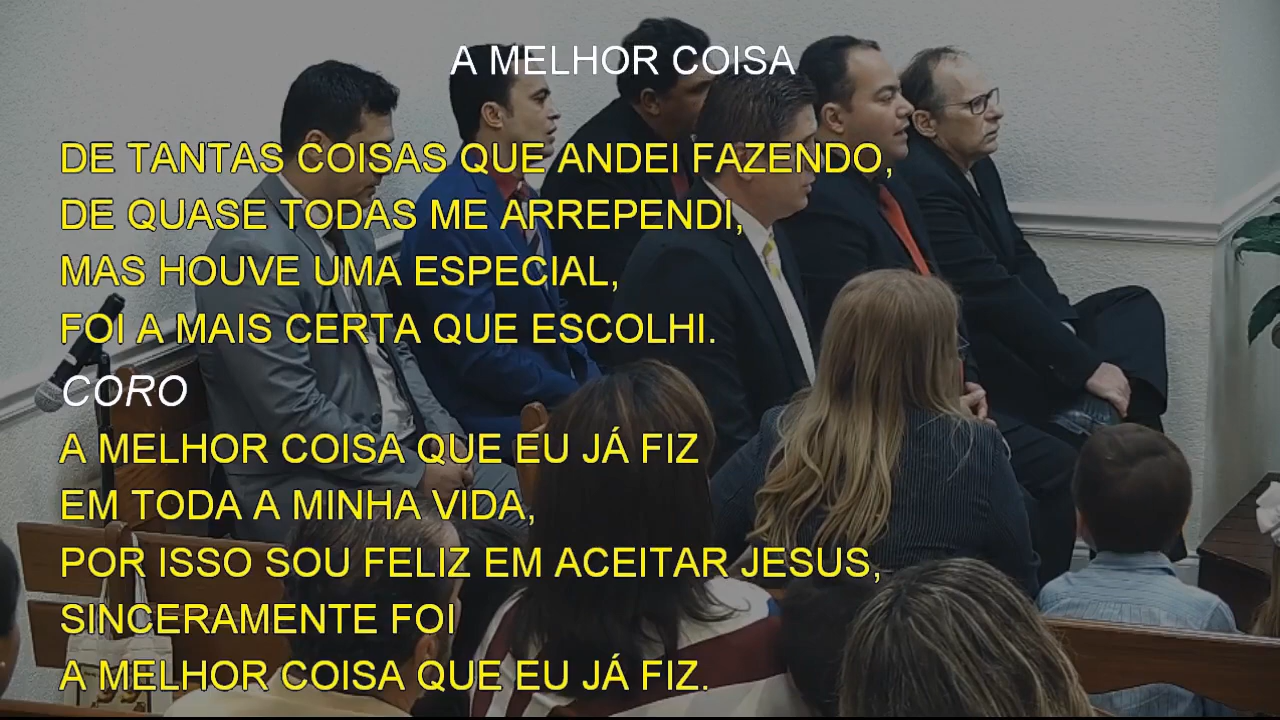 A MELHOR COISA
DE TANTAS COISAS QUE ANDEI FAZENDO,
DE QUASE TODAS ME ARREPENDI,
MAS HOUVE UMA ESPECIAL,
FOI A MAIS CERTA QUE ESCOLHI.
CORO
A MELHOR COISA QUE EU JÁ FIZ
EM TODA A MINHA VIDA,
POR ISSO SOU FELIZ EM ACEITAR JESUS,
SINCERAMENTE FOI
A MELHOR COISA QUE EU JÁ FIZ.